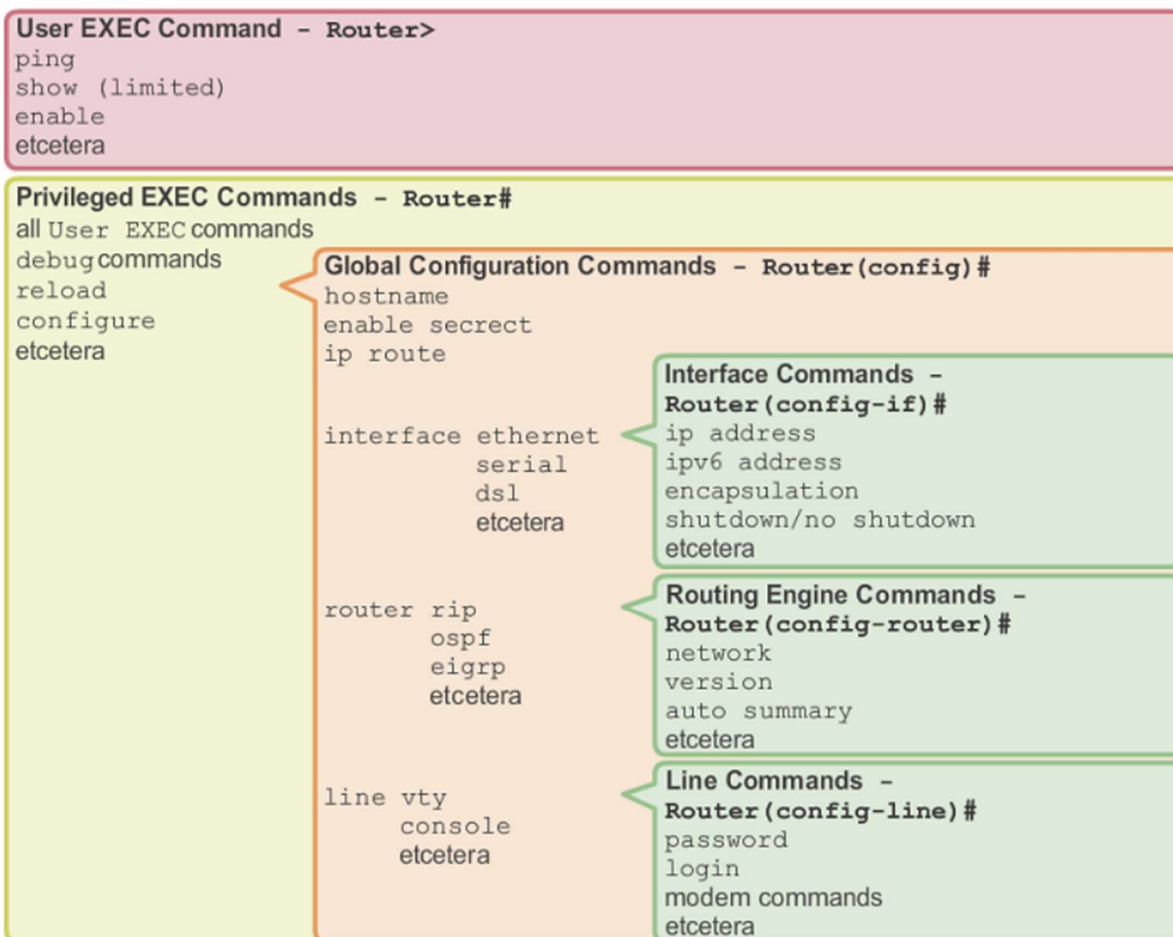 User EXEC Command - Router>
ping
show (limited)
enable
etcetera
Privileged EXEC Commands - Router#
all User EXEC commands
debug commands
reload
configure
etcetera
Global Configuration Commands - Router(config)#
hostname
enable secrect
ip route
interface ethernet
serial
dsl
etcetera
Interface Commands -
Router(config-if)#
ip address
ipv6 address
encapsulation
shutdown/no shutdown
etcetera
router rip
ospf
eigrp
etcetera
Routing Engine Commands -
Router(config-router)#
network
version
auto summary
etcetera
line vty
console
etcetera
Line Commands -
Router(config-line)#
password
login
modem commands
etcetera